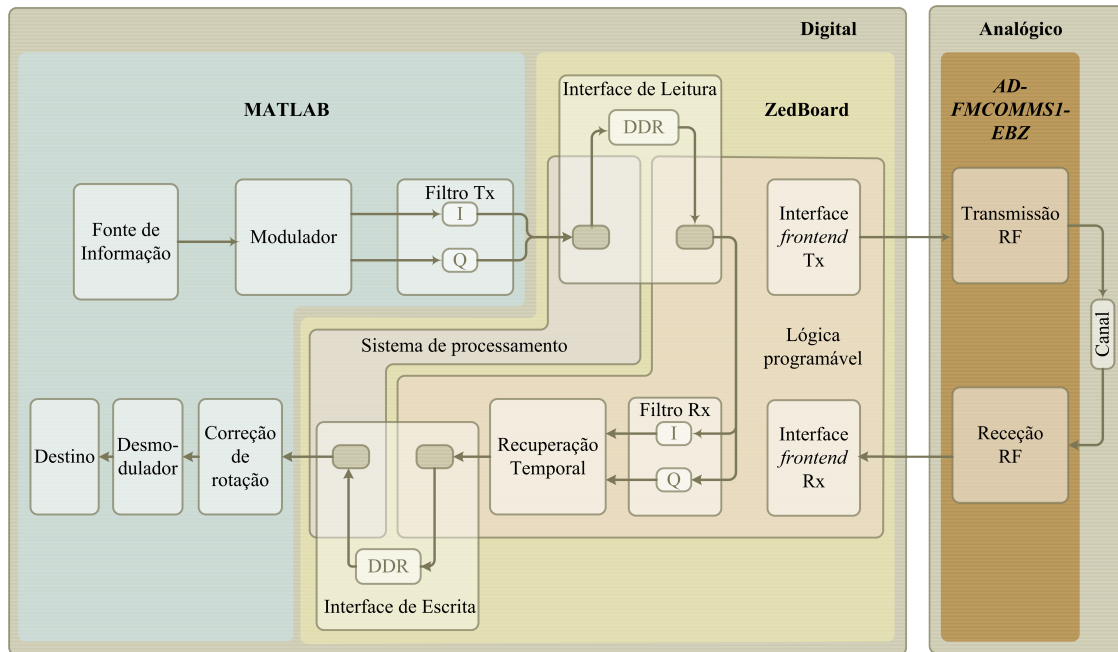 Digital
Analógico
MATLAB
Interface de Leitura
ZedBoard
AD-
FMCOMMS1-
EBZ
DDR
Fonte de
Informação
Modulador
Filtro Tx
I
Q
Interface
frontend
Tx
Transmissão
RF
Canal
Sistema de processamento
Lógica
programável
Destino
Desmo-
dulador
Correção
de
rotação
Recuperação
Temporal
Filtro Rx
I
Q
Interface
frontend
Rx
Receção
RF
DDR
Interface de Escrita